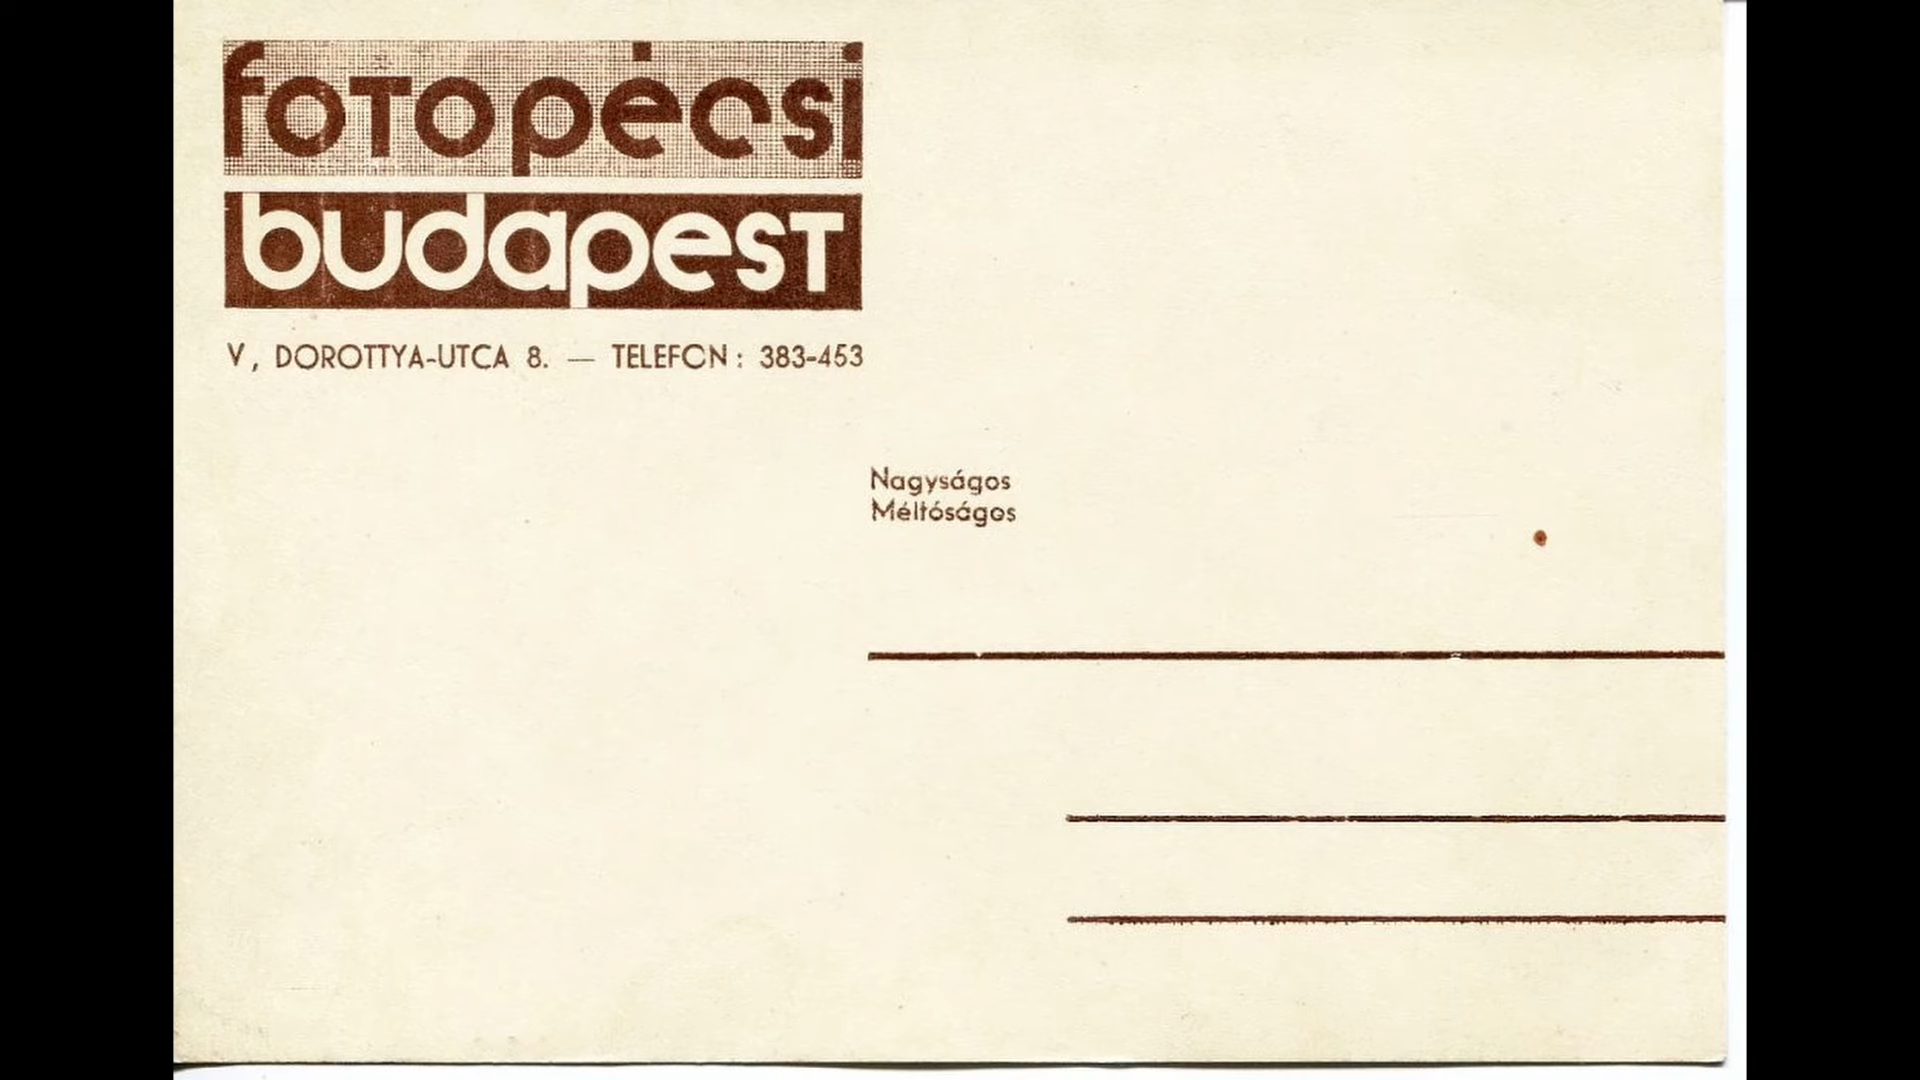 fotopécsi
budapest
V, DOROTTYA-UTCA 8. — TELEFON: 383-453
Nagyságos
Méltóságos